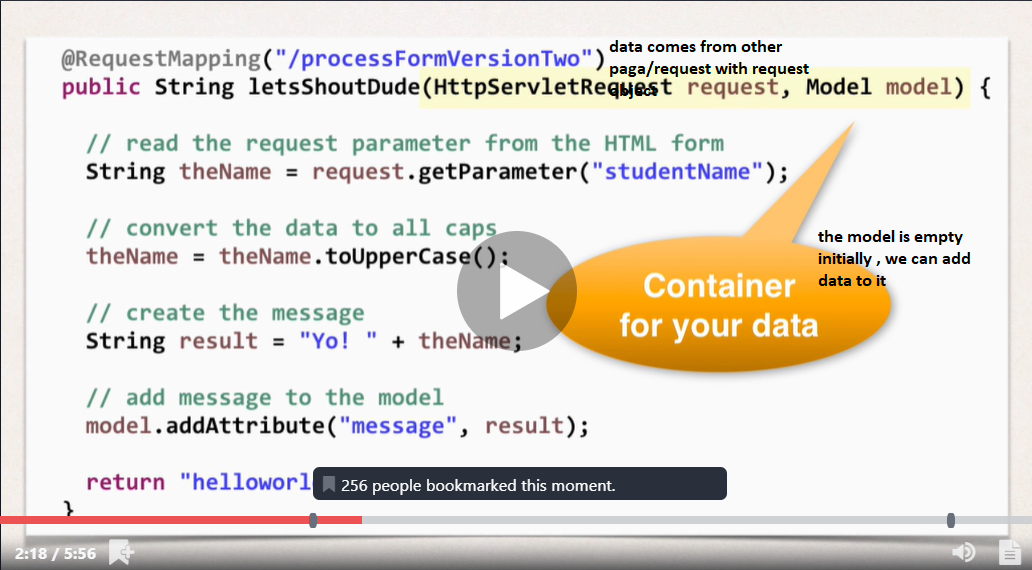 @RequestMapping("/processFormVersionTwo")
data comes from other
paga/request with request
object
public String letsShoutDude(HttpServletRequest request, Model model) {
// read the request parameter from the HTML form
String theName = request.getParameter("studentName");
// convert the data to all caps
theName = theName.toUpperCase();
the model is empty
initially , we can add
data to it
Container
for your data
// create the message
String result = "Yo! " + theName;
// add message to the model
model.addAttribute("message", result);
return "helloworl
256 people bookmarked this moment.
}
2:18 / 5:56